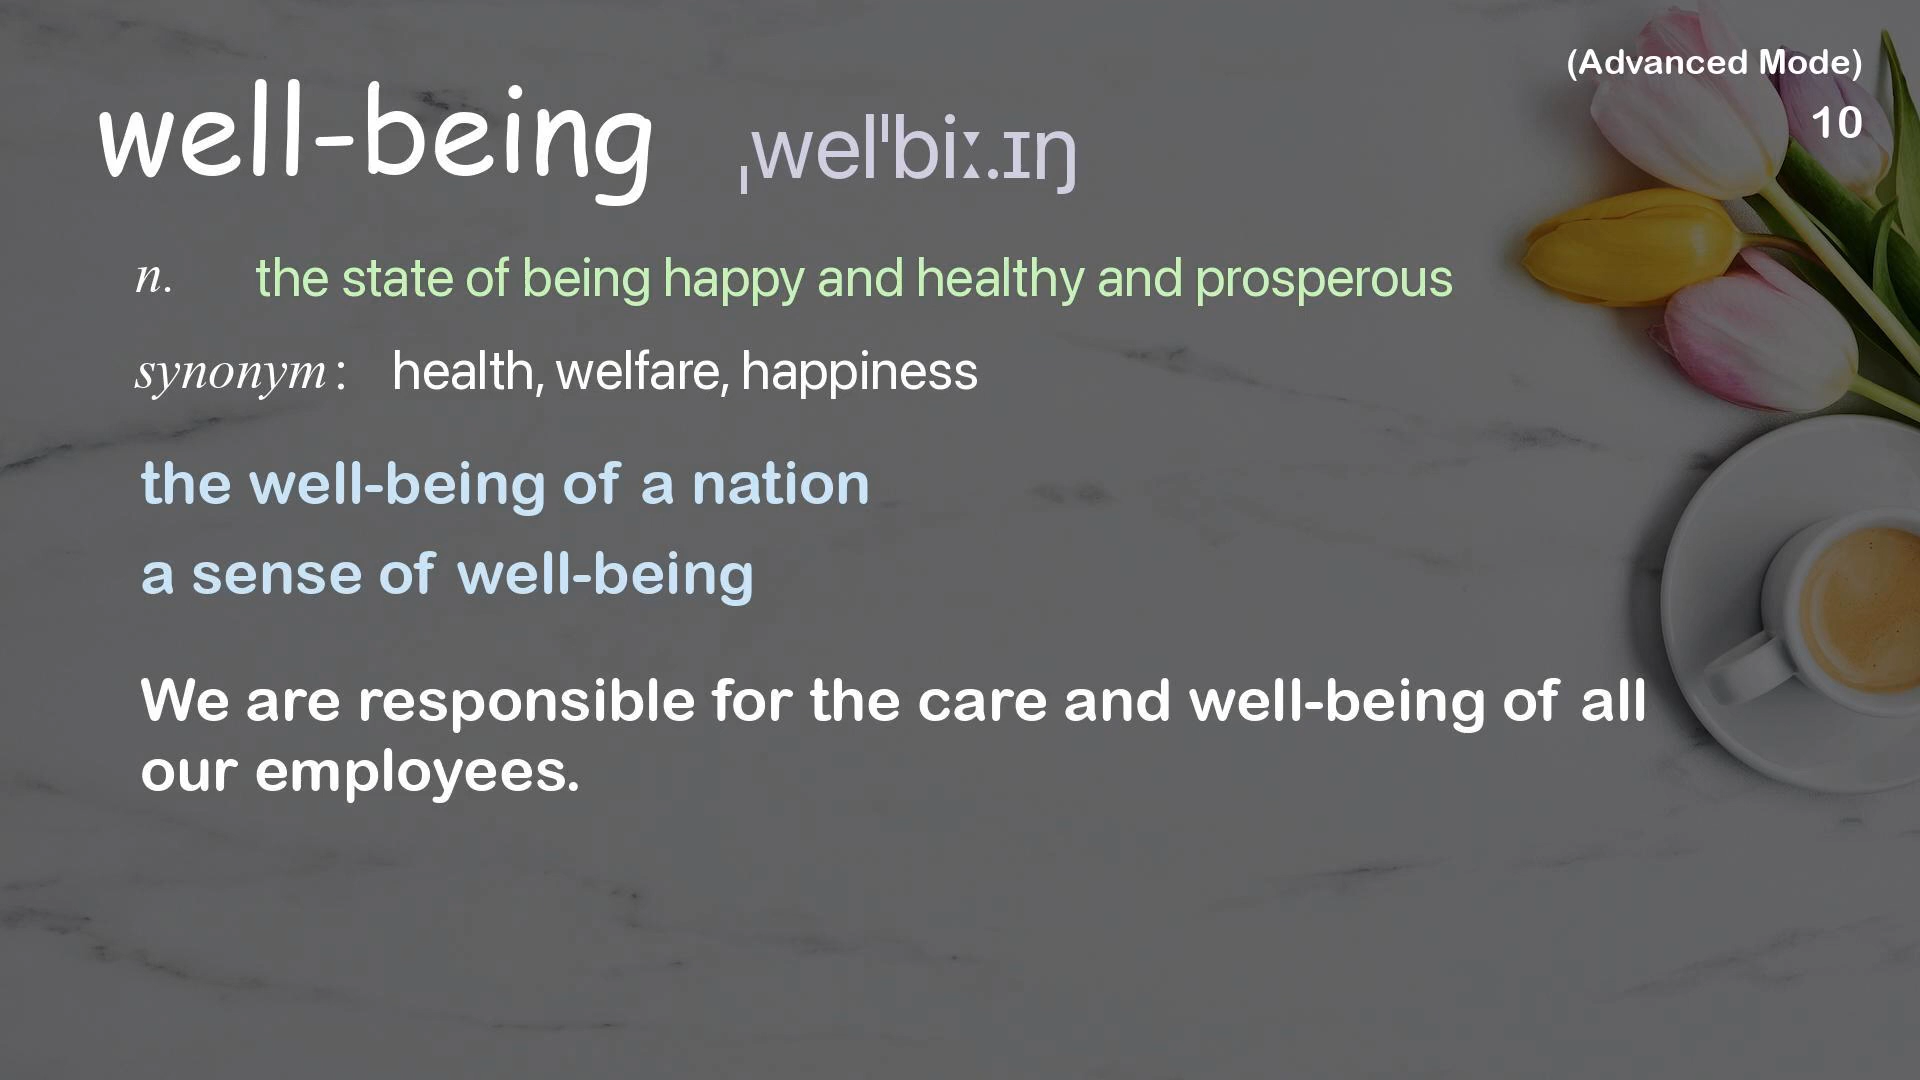 (Advanced Mode)
10
well-being ˌwelˈbiː.ɪŋ
n. the state of being happy and healthy and prosperous
synonym: health, welfare, happiness
the well-being of a nation
a sense of well-being
We are responsible for the care and well-being of all
our employees.